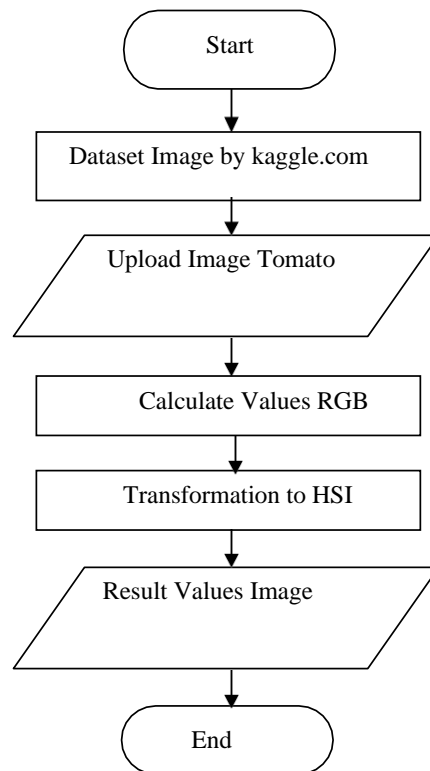 Start
Dataset Image by kaggle.com
Upload Image Tomato
Calculate Values RGB
Transformation to HSI
Result Values Image
End